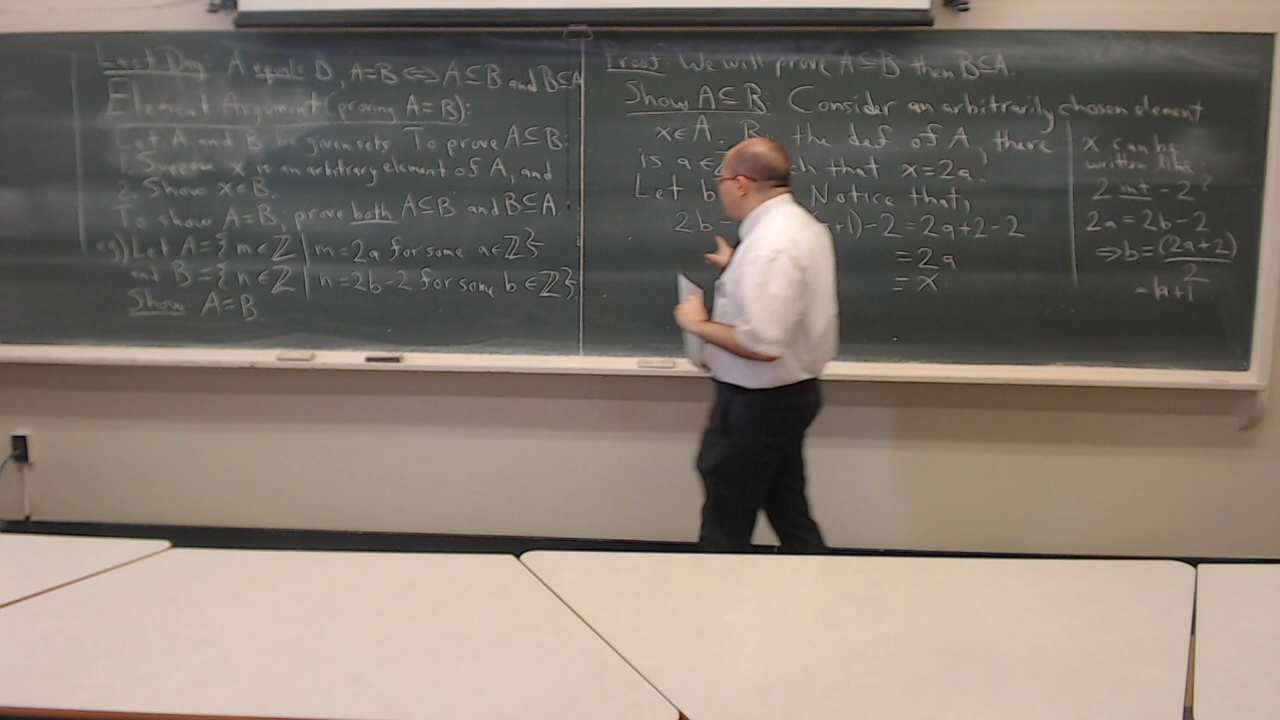 Last Day: A equals B, A=B ⟺ A⊆B and B⊆A
Element Argument (proving A=B):
Let A and B be given sets. To prove A⊆B:
1. Suppose x is an arbitrary element of A, and
2. Show x∈B.
To show A=B, prove both A⊆B and B⊆A.
eg) Let A={m∈ℤ | m=2a for some a∈ℤ}
and B={n∈ℤ | n=2b-2 for some b∈ℤ}.
Show A=B.
Proof: We will prove A⊆B then B⊆A.
Show A⊆B: Consider an arbitrarily chosen element
x∈A. By the def of A, there
is a∈ that x=2a.
Let b Notice that,
2b- +1)-2=2a+2-2
=2a
=x
x can be
written like
2 int -2?
2a=2b-2
⇒b=(2a+2)
2
=a+1